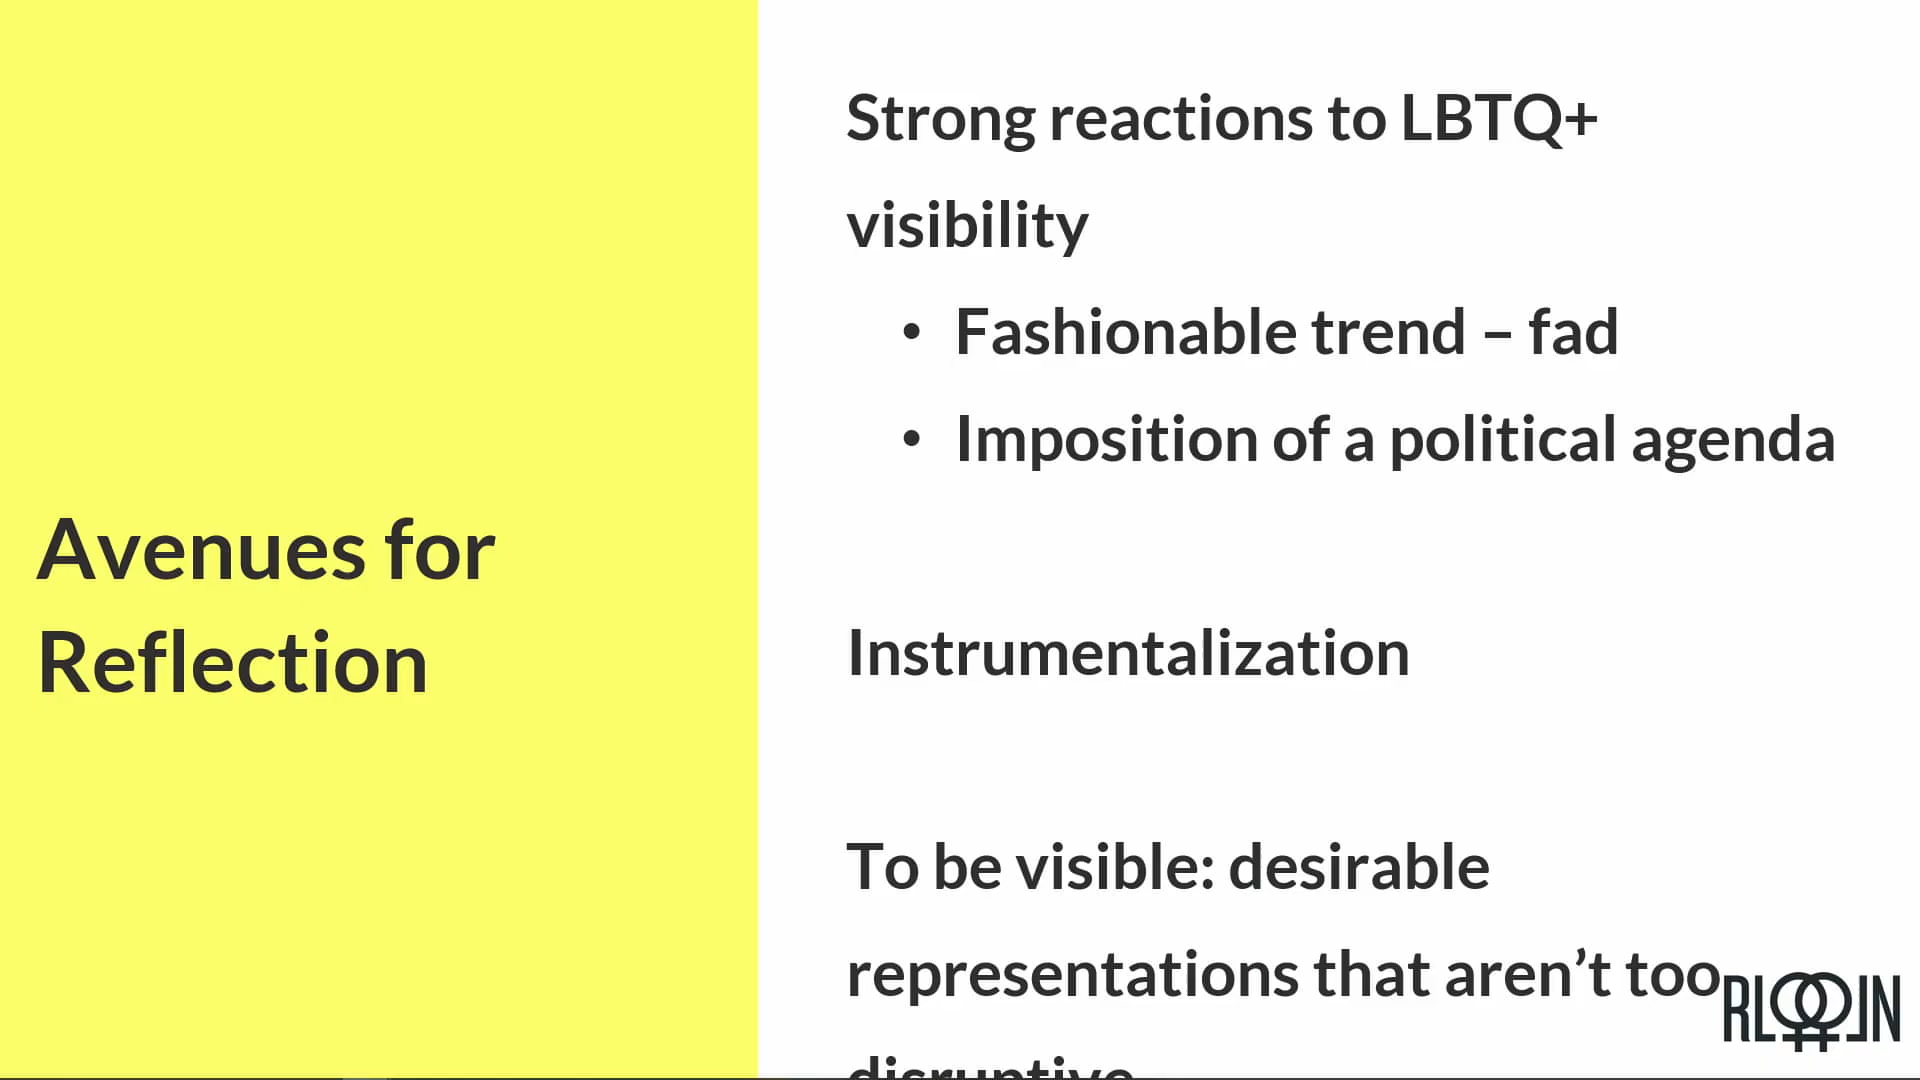 Avenues for
Reflection
Strong reactions to LBTQ+
visibility
• Fashionable trend – fad
• Imposition of a political agenda
Instrumentalization
To be visible: desirable
representations that aren’t too
disruptive
RLQLN